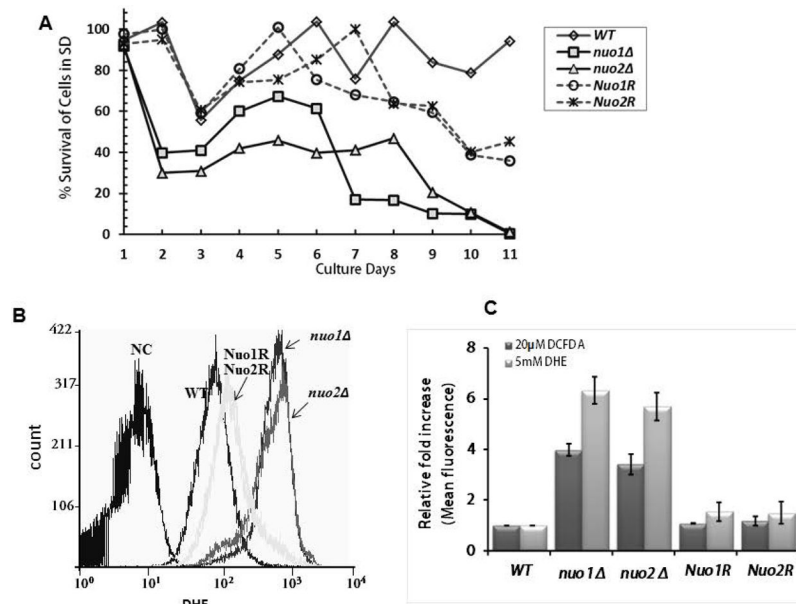 A
% Survival of Cells in SD
100
80
60
40
20
0
1 2 3 4 5 6 7 8 9 10 11
Culture Days
WT
nuo1Δ
nuo2Δ
Nuo1R
Nuo2R
B
count
422
317
211
106
NC
WT
Nuo1R
Nuo2R
nuo1Δ
nuo2Δ
10⁰ 10¹ 10² 10³ 10⁴
DHE
C
Relative fold increase
(Mean fluorescence)
8
6
4
2
0
20µM DCFDA
5mM DHE
WT nuo1Δ nuo2Δ Nuo1R Nuo2R